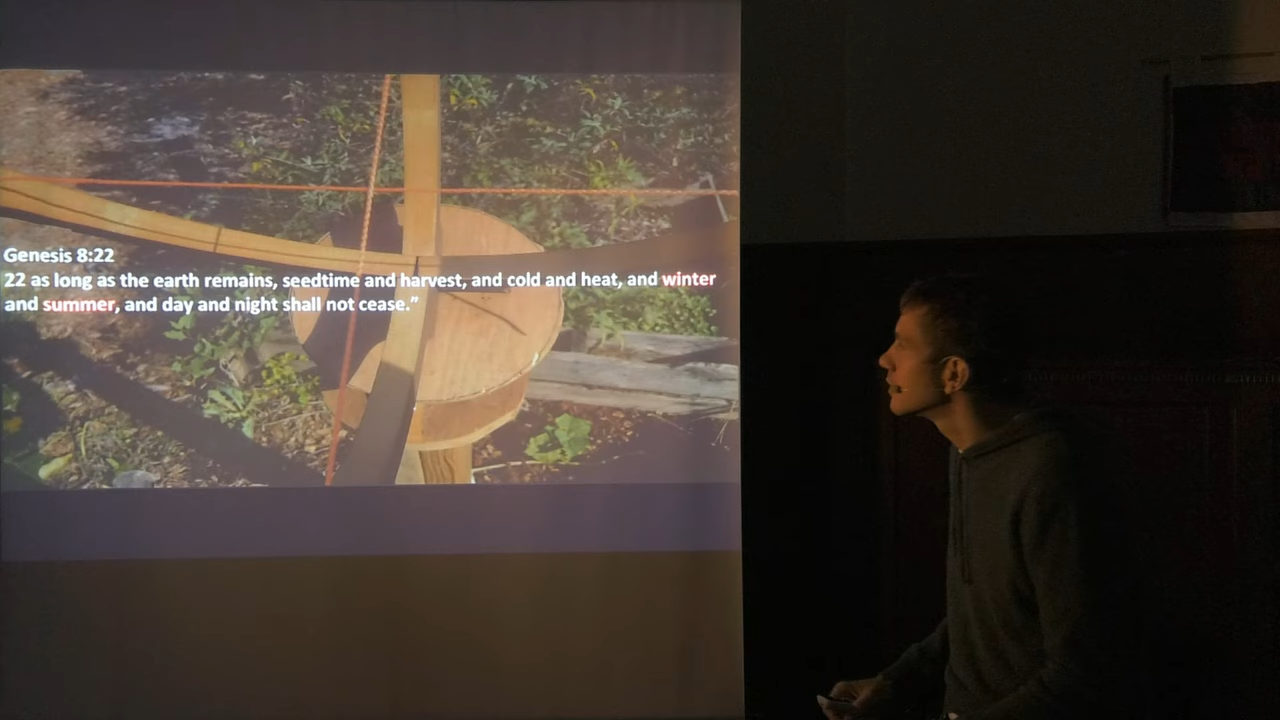 Genesis 8:22
22 as long as the earth remains, seedtime and harvest, and cold and heat, and winter
and summer, and day and night shall not cease.”